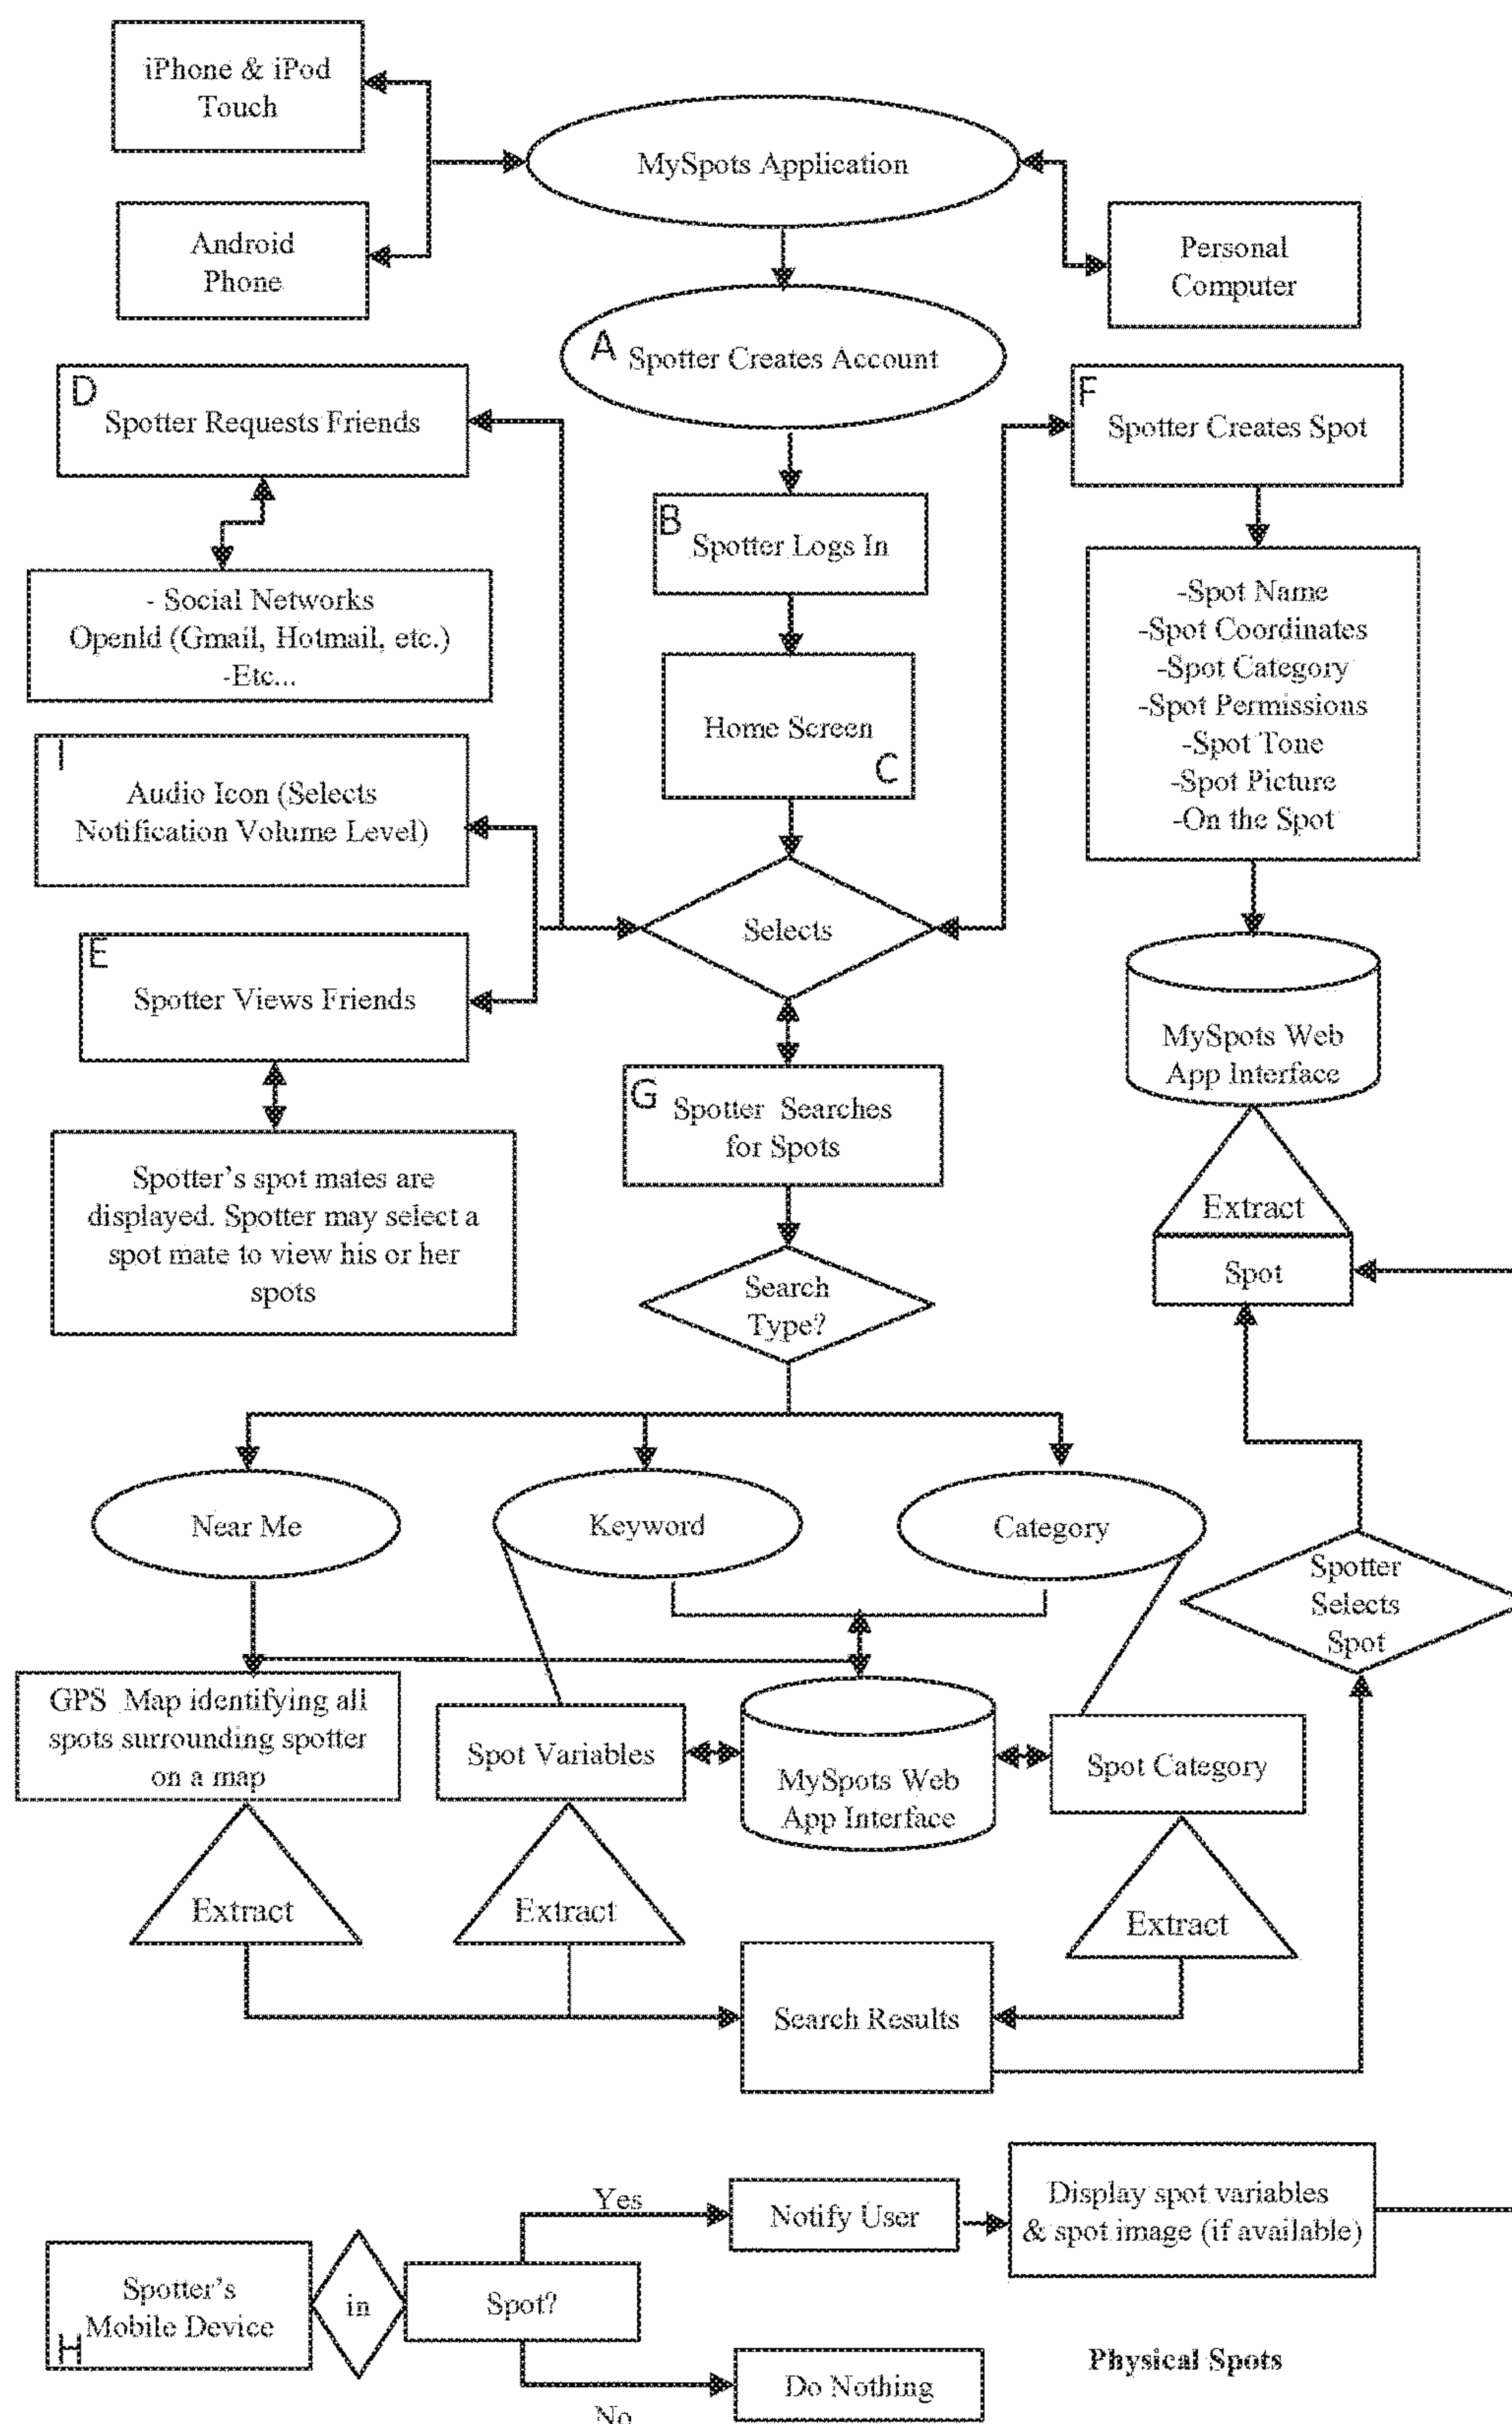 iPhone & iPod
Touch
MySpots Application
Android
Phone
Personal
Computer
A Spotter Creates Account
D
Spotter Requests Friends
F
Spotter Creates Spot
B
Spotter Logs In
- Social Networks
OpenId (Gmail, Hotmail, etc.)
-Etc...
-Spot Name
-Spot Coordinates
-Spot Category
-Spot Permissions
-Spot Tone
-Spot Picture
-On the Spot
Home Screen
C
I
Audio Icon (Selects
Notification Volume Level)
Selects
E
Spotter Views Friends
MySpots Web
App Interface
G
Spotter Searches
for Spots
Spotter's spot mates are
displayed. Spotter may select a
spot mate to view his or her
spots
Extract
Spot
Search
Type?
Near Me
Keyword
Category
Spotter
Selects
Spot
GPS Map identifying all
spots surrounding spotter
on a map
Spot Variables
MySpots Web
App Interface
Spot Category
Extract
Extract
Extract
Search Results
Yes
Notify User
Display spot variables
& spot image (if available)
Spotter's
Mobile Device
H
in
Spot?
Physical Spots
Do Nothing
No